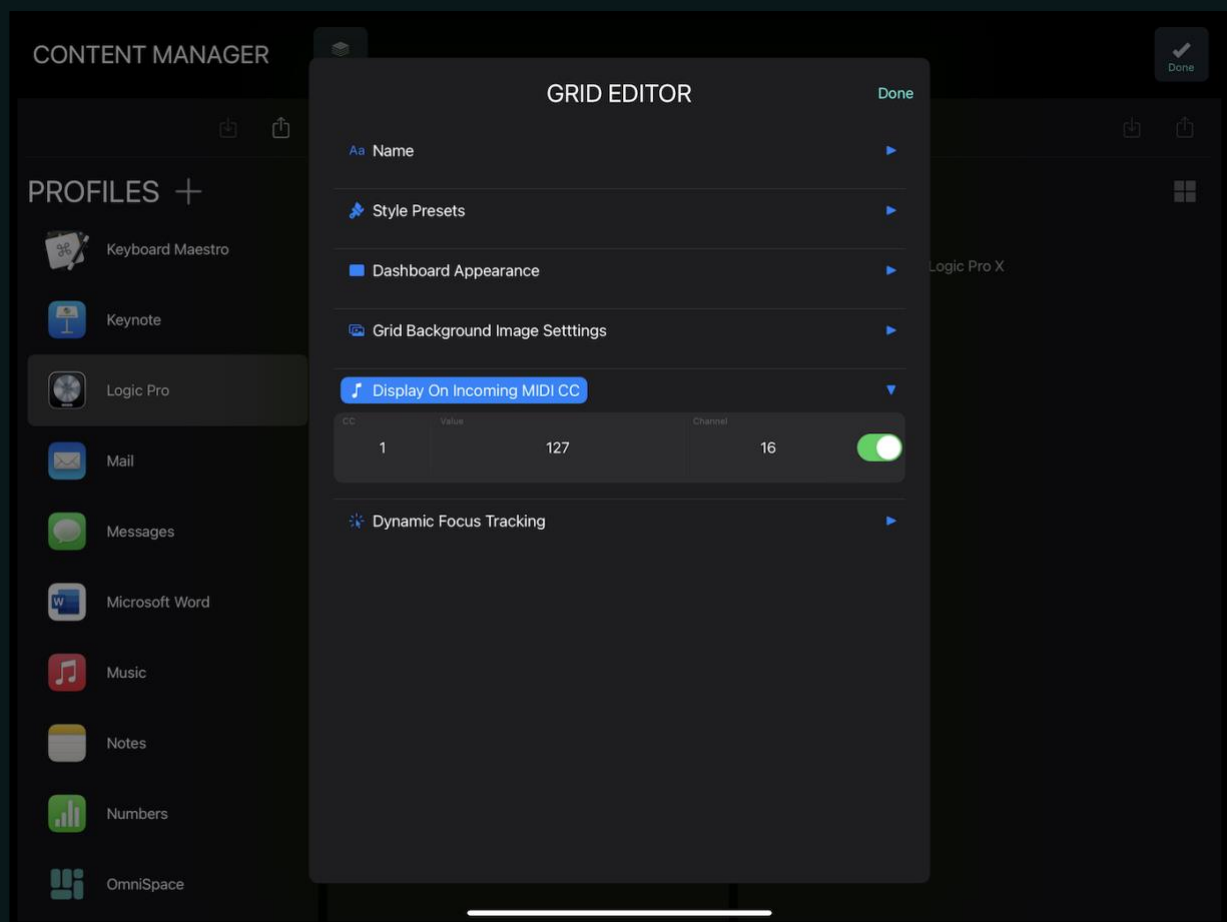 CONTENT MANAGER
Done
GRID EDITOR
Done
Aa Name
Style Presets
Dashboard Appearance
Grid Background Image Setttings
Display On Incoming MIDI CC
CC Value Channel
1 127 16
Dynamic Focus Tracking
PROFILES +
Keyboard Maestro
Keynote
Logic Pro
Mail
Messages
W Microsoft Word
Music
Notes
Numbers
OmniSpace
Logic Pro X